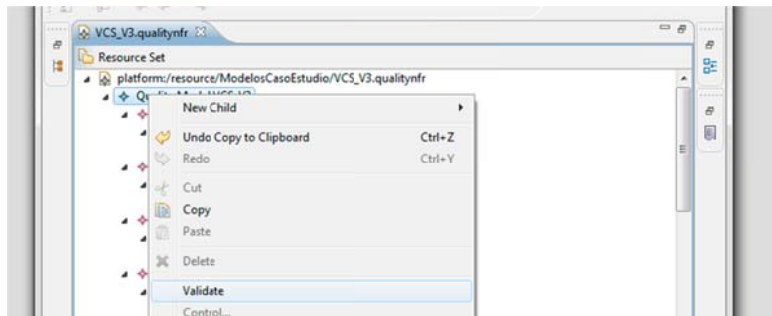 VCS_V3.qualitynfr
Resource Set
platform:/resource/ModelosCasoEstudio/VCS_V3.qualitynfr
New Child
Undo Copy to Clipboard Ctrl+Z
Redo Ctrl+Y
Cut
Copy
Paste
Delete
Validate
Control...